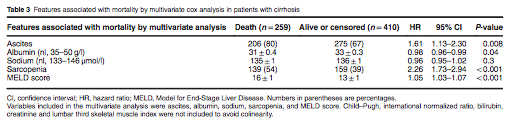 Table 3 Features associated with mortality by multivariate cox analysis in patients with cirrhosis
Features associated with mortality by multivariate analysis Death (n=259) Alive or censored (n=410) HR 95% CI P-value
Ascites 206 (80) 275 (67) 1.61 1.13–2.30 0.008
Albumin (nl, 35–50 g/l) 31±0.4 33±0.3 0.98 0.96–0.99 0.04
Sodium (nl, 133–146 μmol/l) 135±1 136±1 0.96 0.95–1.02 0.3
Sarcopenia 139 (54) 159 (39) 2.26 1.73–2.94 <0.001
MELD score 16±1 13±1 1.05 1.03–1.07 <0.001
CI, confidence interval; HR, hazard ratio; MELD, Model for End-Stage Liver Disease. Numbers in parentheses are percentages.
Variables included in the multivariate analysis were ascites, albumin, sodium, sarcopenia, and MELD score. Child–Pugh, international normalized ratio, bilirubin,
creatinine and lumbar third skeletal muscle index were not included to avoid colinearity.